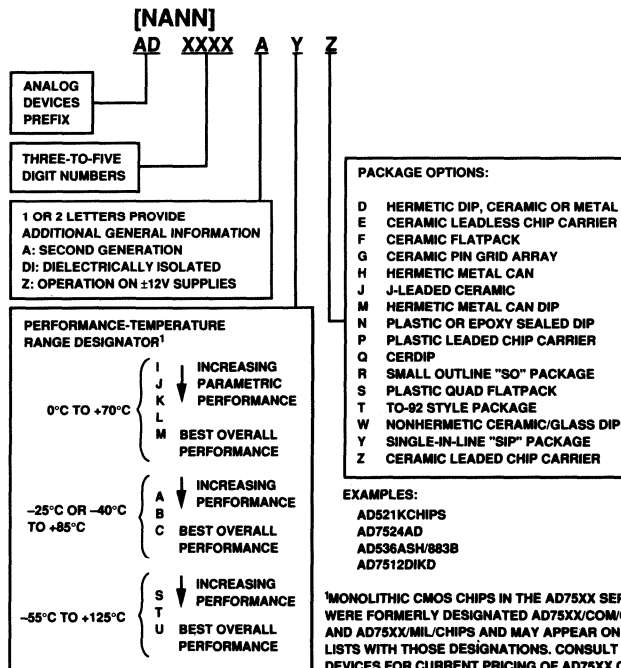 [NANN]
AD XXXX A Y Z
ANALOG
DEVICES
PREFIX
THREE-TO-FIVE
DIGIT NUMBERS
1 OR 2 LETTERS PROVIDE
ADDITIONAL GENERAL INFORMATION
A: SECOND GENERATION
DI: DIELECTRICALLY ISOLATED
Z: OPERATION ON ±12V SUPPLIES
PERFORMANCE-TEMPERATURE
RANGE DESIGNATOR¹
0°C TO +70°C
I
J
K
L
M
INCREASING
PARAMETRIC
PERFORMANCE
BEST OVERALL
PERFORMANCE
–25°C OR –40°C
TO +85°C
A
B
C
INCREASING
PERFORMANCE
BEST OVERALL
PERFORMANCE
–55°C TO +125°C
S
T
U
INCREASING
PERFORMANCE
BEST OVERALL
PERFORMANCE
PACKAGE OPTIONS:
D HERMETIC DIP, CERAMIC OR METAL
E CERAMIC LEADLESS CHIP CARRIER
F CERAMIC FLATPACK
G CERAMIC PIN GRID ARRAY
H HERMETIC METAL CAN
J J-LEADED CERAMIC
M HERMETIC METAL CAN DIP
N PLASTIC OR EPOXY SEALED DIP
P PLASTIC LEADED CHIP CARRIER
Q CERDIP
R SMALL OUTLINE "SO" PACKAGE
S PLASTIC QUAD FLATPACK
T TO-92 STYLE PACKAGE
W NONHERMETIC CERAMIC/GLASS DIP
Y SINGLE-IN-LINE "SIP" PACKAGE
Z CERAMIC LEADED CHIP CARRIER
EXAMPLES:
AD521KCHIPS
AD7524AD
AD536ASH/883B
AD7512DIKD
¹MONOLITHIC CMOS CHIPS IN THE AD75XX SER
WERE FORMERLY DESIGNATED AD75XX/COM/
AND AD75XX/MIL/CHIPS AND MAY APPEAR ON
LISTS WITH THOSE DESIGNATIONS. CONSULT
DEVICES FOR CURRENT PRICING OF AD75XX